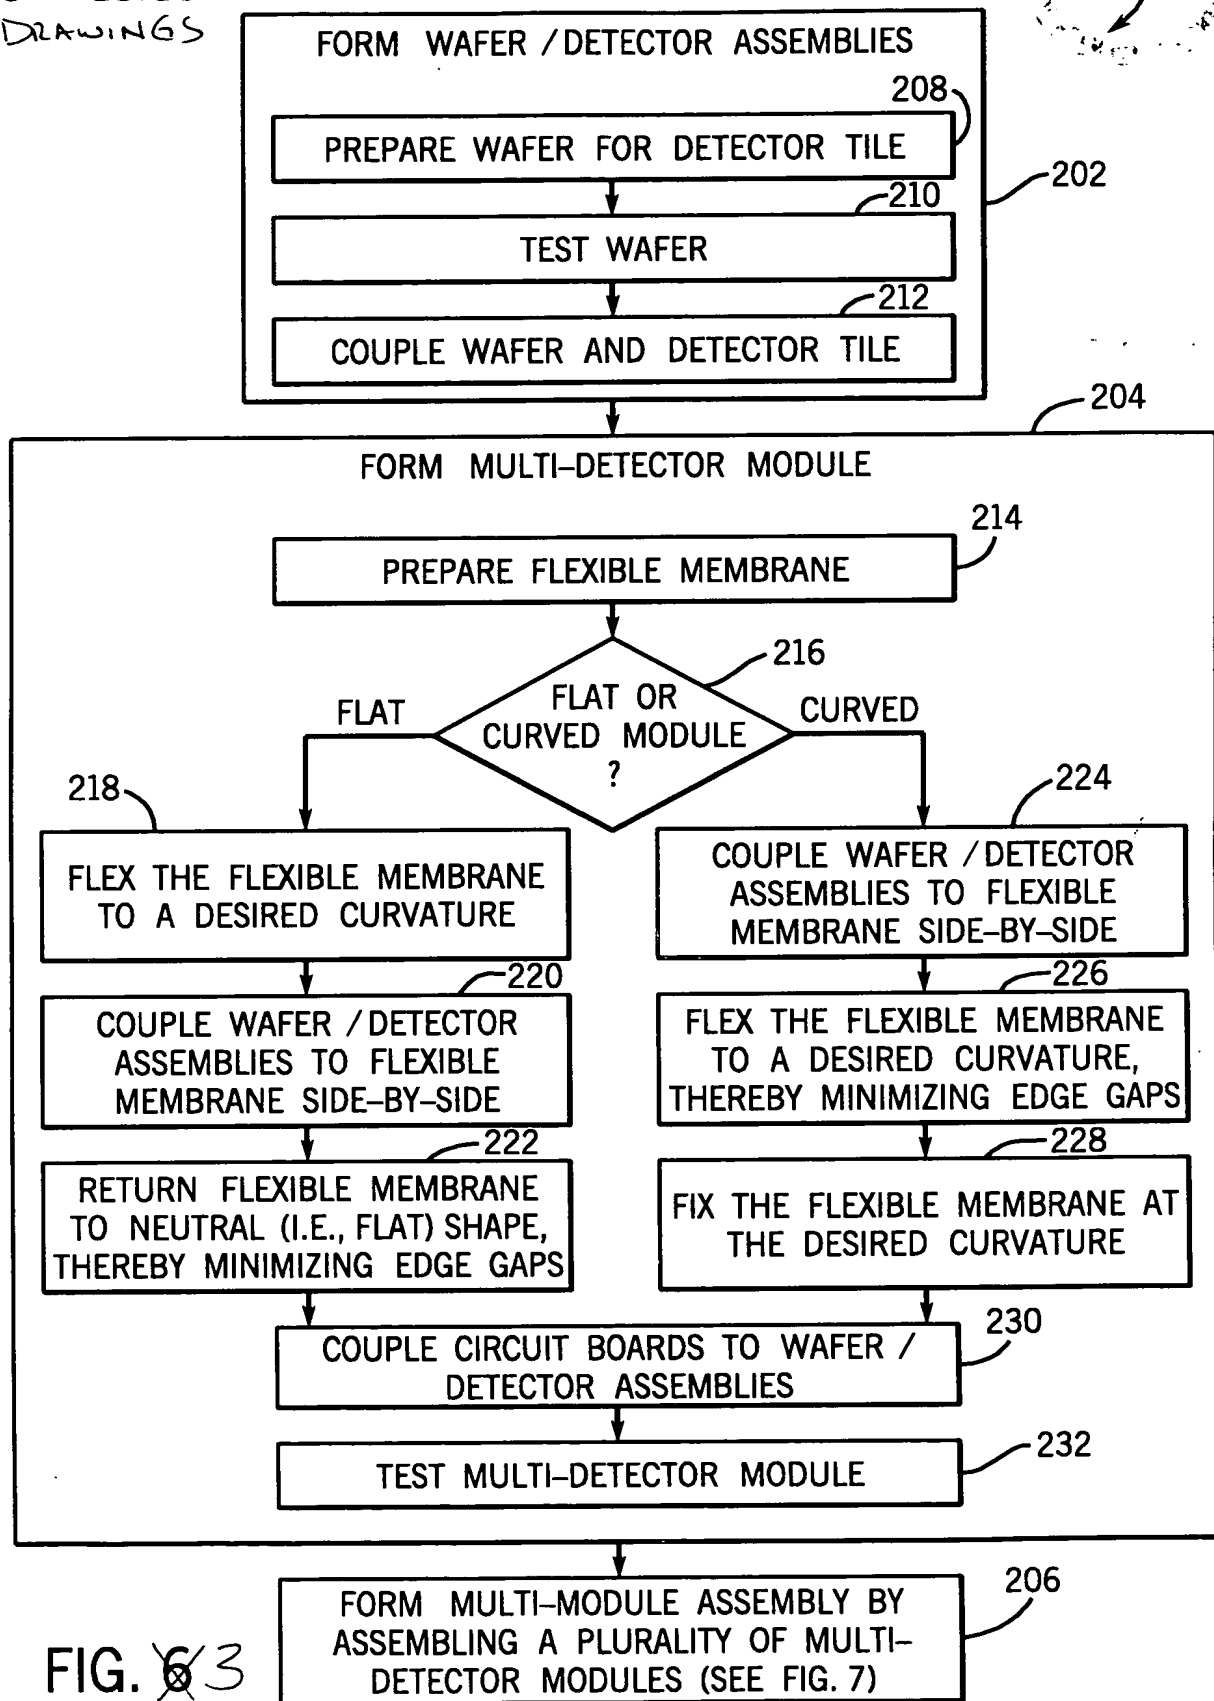 DRAWINGS
FORM WAFER / DETECTOR ASSEMBLIES
208
PREPARE WAFER FOR DETECTOR TILE
202
210
TEST WAFER
212
COUPLE WAFER AND DETECTOR TILE
204
FORM MULTI-DETECTOR MODULE
214
PREPARE FLEXIBLE MEMBRANE
216
FLAT OR
CURVED MODULE
?
FLAT
CURVED
218
FLEX THE FLEXIBLE MEMBRANE
TO A DESIRED CURVATURE
224
COUPLE WAFER / DETECTOR
ASSEMBLIES TO FLEXIBLE
MEMBRANE SIDE-BY-SIDE
220
COUPLE WAFER / DETECTOR
ASSEMBLIES TO FLEXIBLE
MEMBRANE SIDE-BY-SIDE
226
FLEX THE FLEXIBLE MEMBRANE
TO A DESIRED CURVATURE,
THEREBY MINIMIZING EDGE GAPS
222
RETURN FLEXIBLE MEMBRANE
TO NEUTRAL (I.E., FLAT) SHAPE,
THEREBY MINIMIZING EDGE GAPS
228
FIX THE FLEXIBLE MEMBRANE AT
THE DESIRED CURVATURE
230
COUPLE CIRCUIT BOARDS TO WAFER /
DETECTOR ASSEMBLIES
232
TEST MULTI-DETECTOR MODULE
206
FORM MULTI-MODULE ASSEMBLY BY
ASSEMBLING A PLURALITY OF MULTI-
DETECTOR MODULES (SEE FIG. 7)
FIG. 6 3